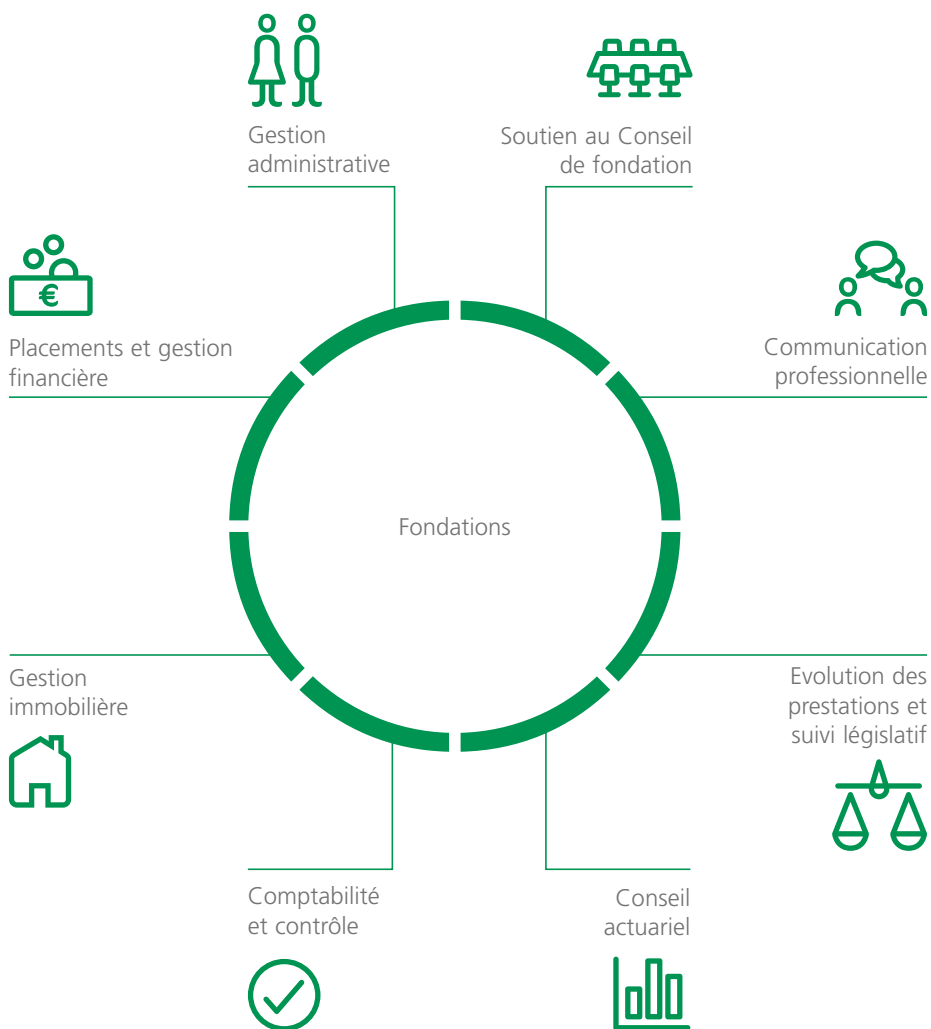 Gestion
administrative
Soutien au Conseil
de fondation
Placements et gestion
financière
€
Communication
professionnelle
Fondations
Gestion
immobilière
Evolution des
prestations et
suivi législatif
Comptabilité
et contrôle
Conseil
actuariel